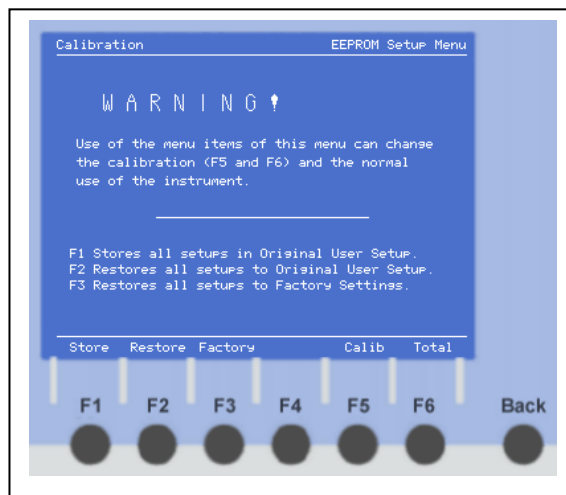 Calibration EEPROM Setup Menu
WARNING!
Use of the menu items of this menu can change
the calibration (F5 and F6) and the normal
use of the instrument.
F1 Stores all setups in Original User Setup.
F2 Restores all setups to Original User Setup.
F3 Restores all setups to Factory Settings.
Store Restore Factory Calib Total
F1 F2 F3 F4 F5 F6 Back